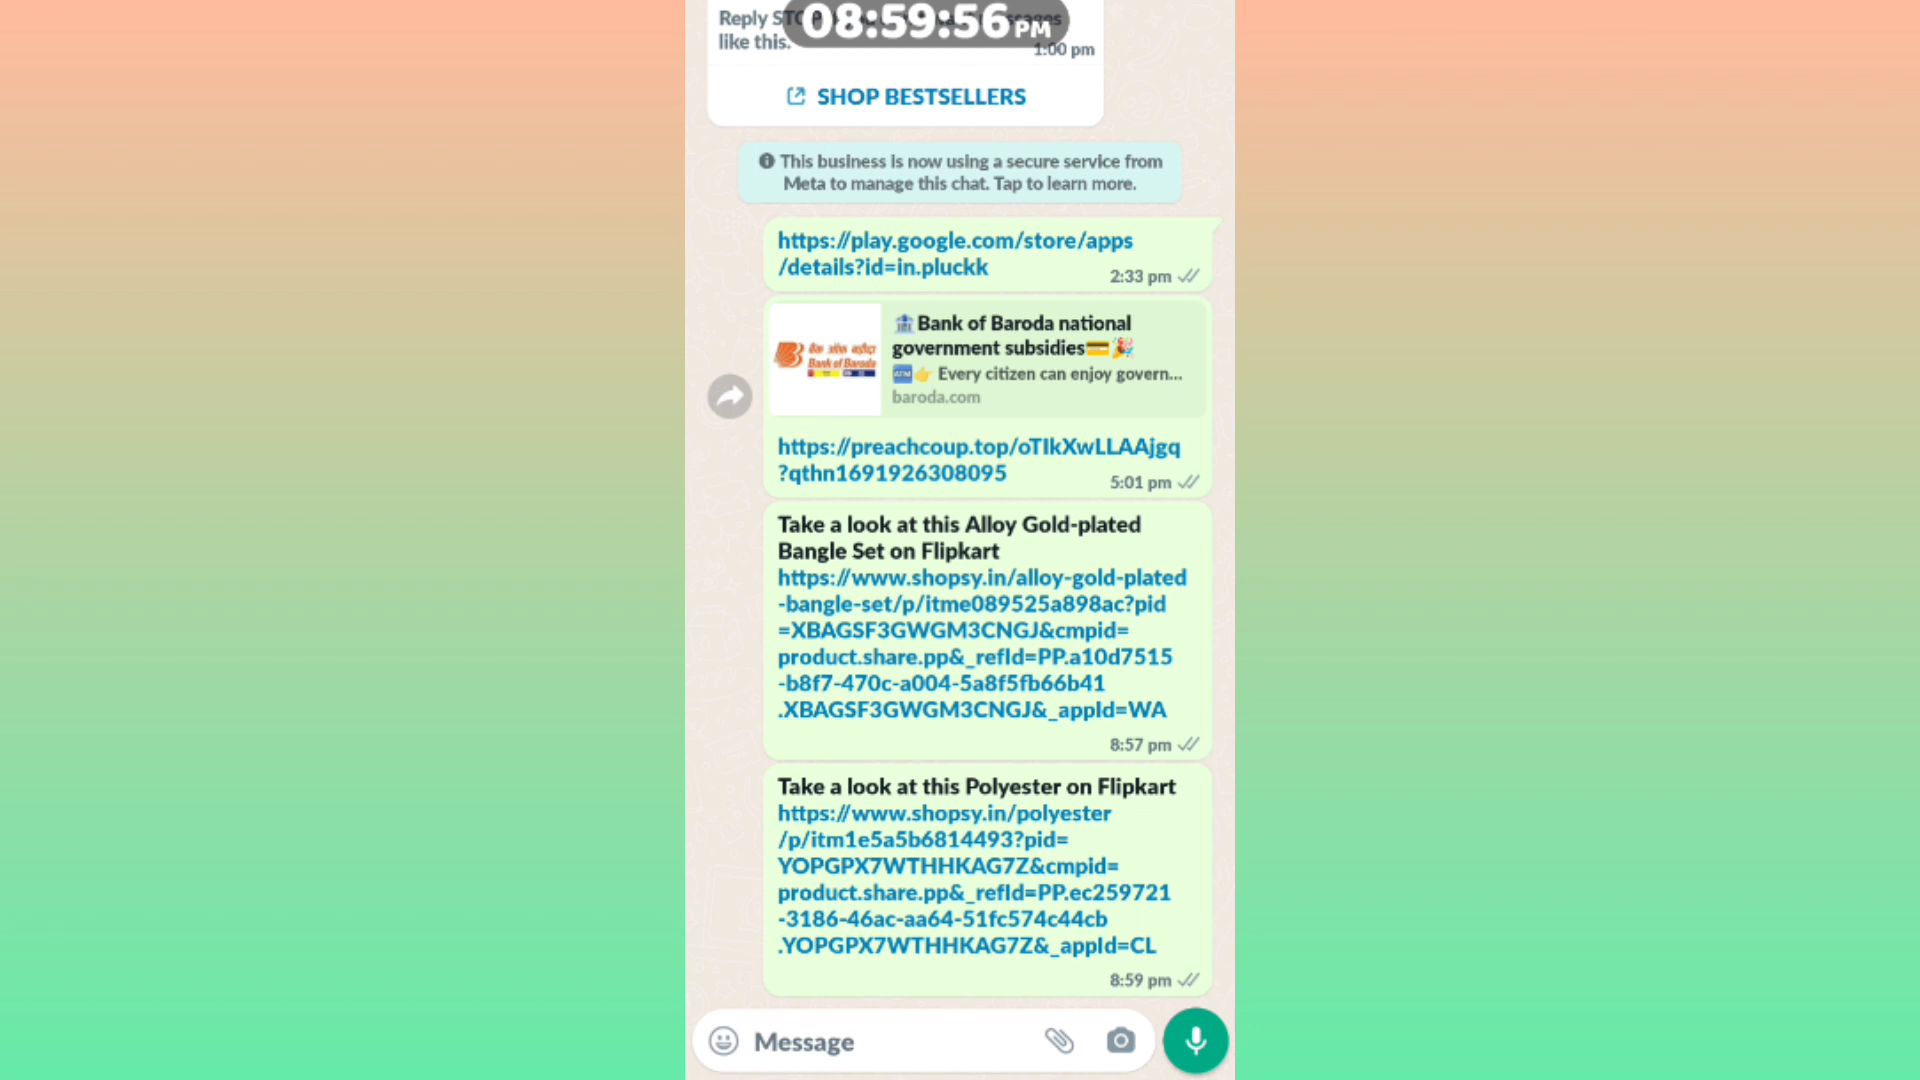 Reply STOP
messages
like this.
08:59:56 PM
1:00 pm
SHOP BESTSELLERS
This business is now using a secure service from
Meta to manage this chat. Tap to learn more.
https://play.google.com/store/apps
/details?id=in.pluckk
2:33 pm
Bank of Baroda
🏦Bank of Baroda national
government subsidies💳🎉
🏧👉 Every citizen can enjoy govern...
baroda.com
https://preachcoup.top/oTIkXwLLAAjgq
?qthn1691926308095
5:01 pm
Take a look at this Alloy Gold-plated
Bangle Set on Flipkart
https://www.shopsy.in/alloy-gold-plated
-bangle-set/p/itme089525a898ac?pid
=XBAGSF3GWGM3CNGJ&cmpid=
product.share.pp&_refId=PP.a10d7515
-b8f7-470c-a004-5a8f5fb66b41
.XBAGSF3GWGM3CNGJ&_appId=WA
8:57 pm
Take a look at this Polyester on Flipkart
https://www.shopsy.in/polyester
/p/itm1e5a5b6814493?pid=
YOPGPX7WTHHKAG7Z&cmpid=
product.share.pp&_refId=PP.ec259721
-3186-46ac-aa64-51fc574c44cb
.YOPGPX7WTHHKAG7Z&_appId=CL
8:59 pm
Message